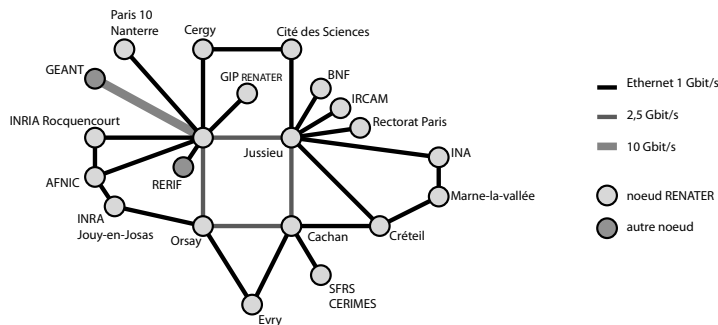 Paris 10
Nanterre
Cergy
Cité des Sciences
GEANT
GIP RENATER
BNF
IRCAM
Rectorat Paris
INRIA Rocquencourt
Jussieu
INA
AFNIC
RERIF
Marne-la-vallée
INRA
Jouy-en-Josas
Orsay
Cachan
Créteil
SFRS
CERIMES
Evry
Ethernet 1 Gbit/s
2,5 Gbit/s
10 Gbit/s
noeud RENATER
autre noeud